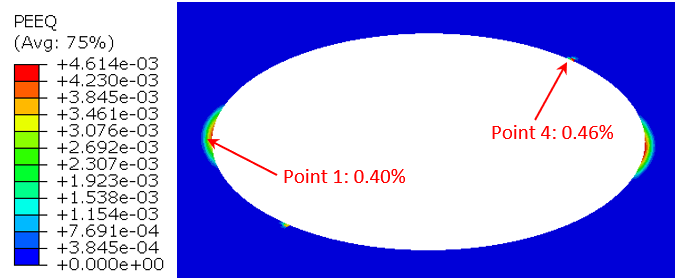 PEEQ
(Avg: 75%)
+4.614e-03
+4.230e-03
+3.845e-03
+3.461e-03
+3.076e-03
+2.692e-03
+2.307e-03
+1.923e-03
+1.538e-03
+1.154e-03
+7.691e-04
+3.845e-04
+0.000e+00
Point 4: 0.46%
Point 1: 0.40%